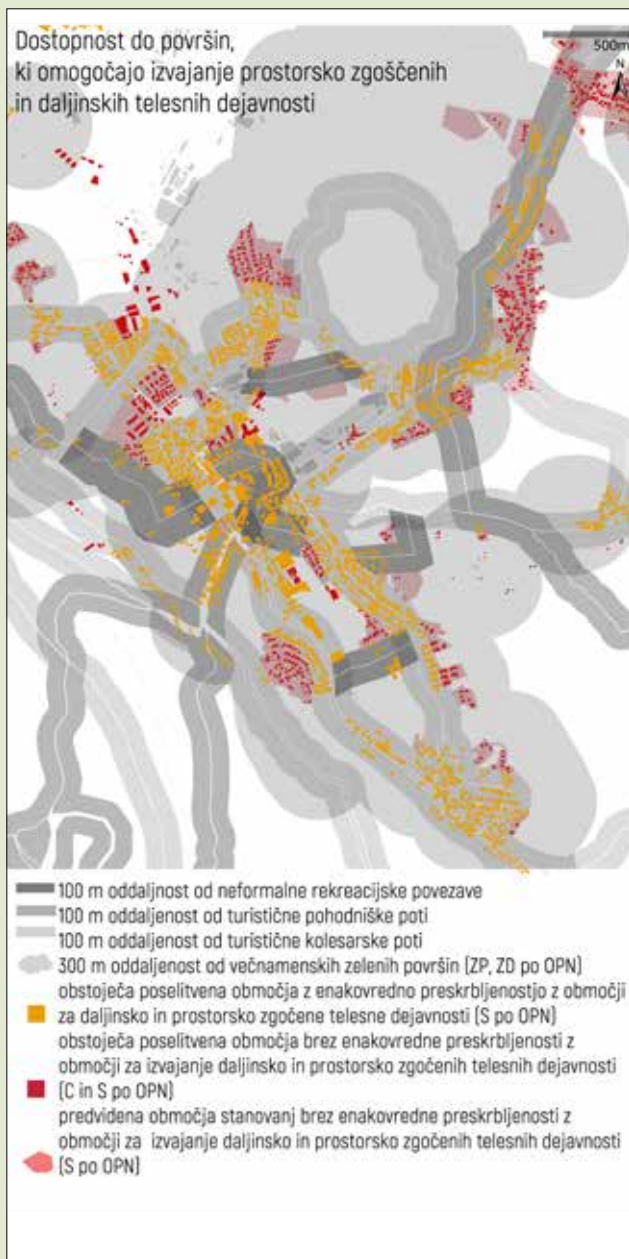 Dostopnost do površin,
ki omogočajo izvajanje prostorsko zgoščenih
in daljinskih telesnih dejavnosti
500m
N
100 m oddaljnost od neformalne rekreacijske povezave
100 m oddaljenost od turistične pohodniške poti
100 m oddaljenost od turistične kolesarske poti
300 m oddaljenost od večnamenskih zelenih površin (ZP, ZD po OPN)
obstoječa poselitvena območja z enakovredno preskrbljenostjo z območji
za daljinsko in prostorsko zgočene telesne dejavnosti (S po OPN)
obstoječa poselitvena območja brez enakovredne preskrbljenosti z
območji za izvajanje daljinsko in prostorsko zgočenih telesnih dejavnosti
(C in S po OPN)
predvidena območja stanovanj brez enakovredne preskrbljenosti z
območji za izvajanje daljinsko in prostorsko zgočenih telesnih dejavnosti
(S po OPN)